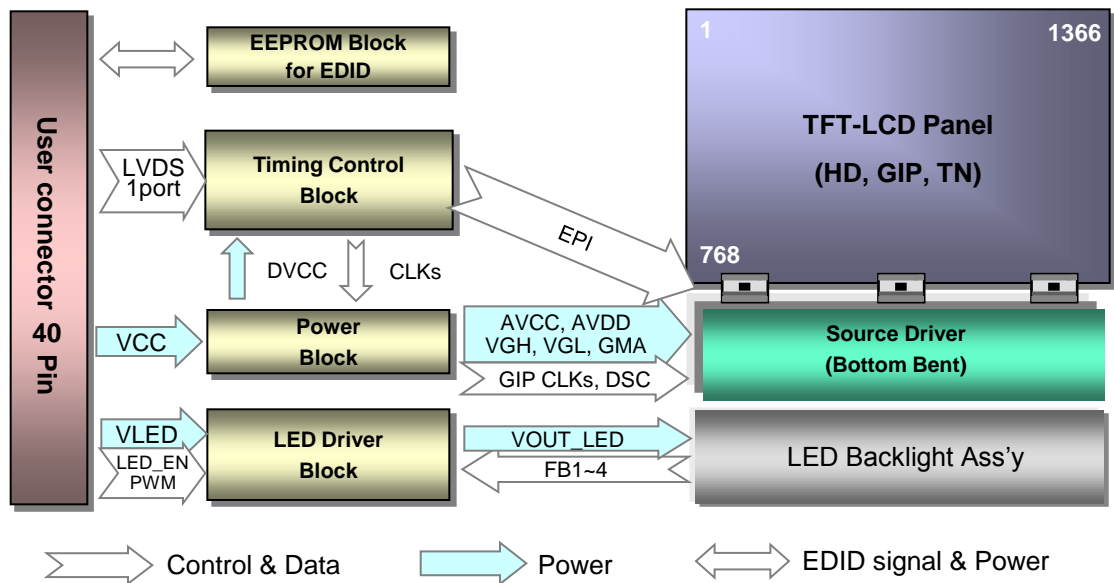 User connector 40 Pin
EEPROM Block
for EDID
LVDS
1port
Timing Control
Block
DVCC
CLKs
EPI
1
1366
TFT-LCD Panel
(HD, GIP, TN)
768
VCC
Power
Block
AVCC, AVDD
VGH, VGL, GMA
GIP CLKs, DSC
Source Driver
(Bottom Bent)
VLED
LED_EN
PWM
LED Driver
Block
VOUT_LED
FB1~4
LED Backlight Ass’y
Control & Data
Power
EDID signal & Power